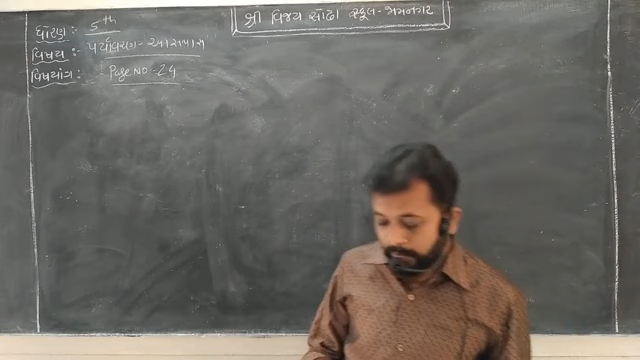 શ્રી વિજય સોઢા સ્કૂલ - જામનગર
ધોરણ :- 5th
વિષય :- પર્યાવરણ - આસપાસ
વિષયાંગ : - Page No - 24